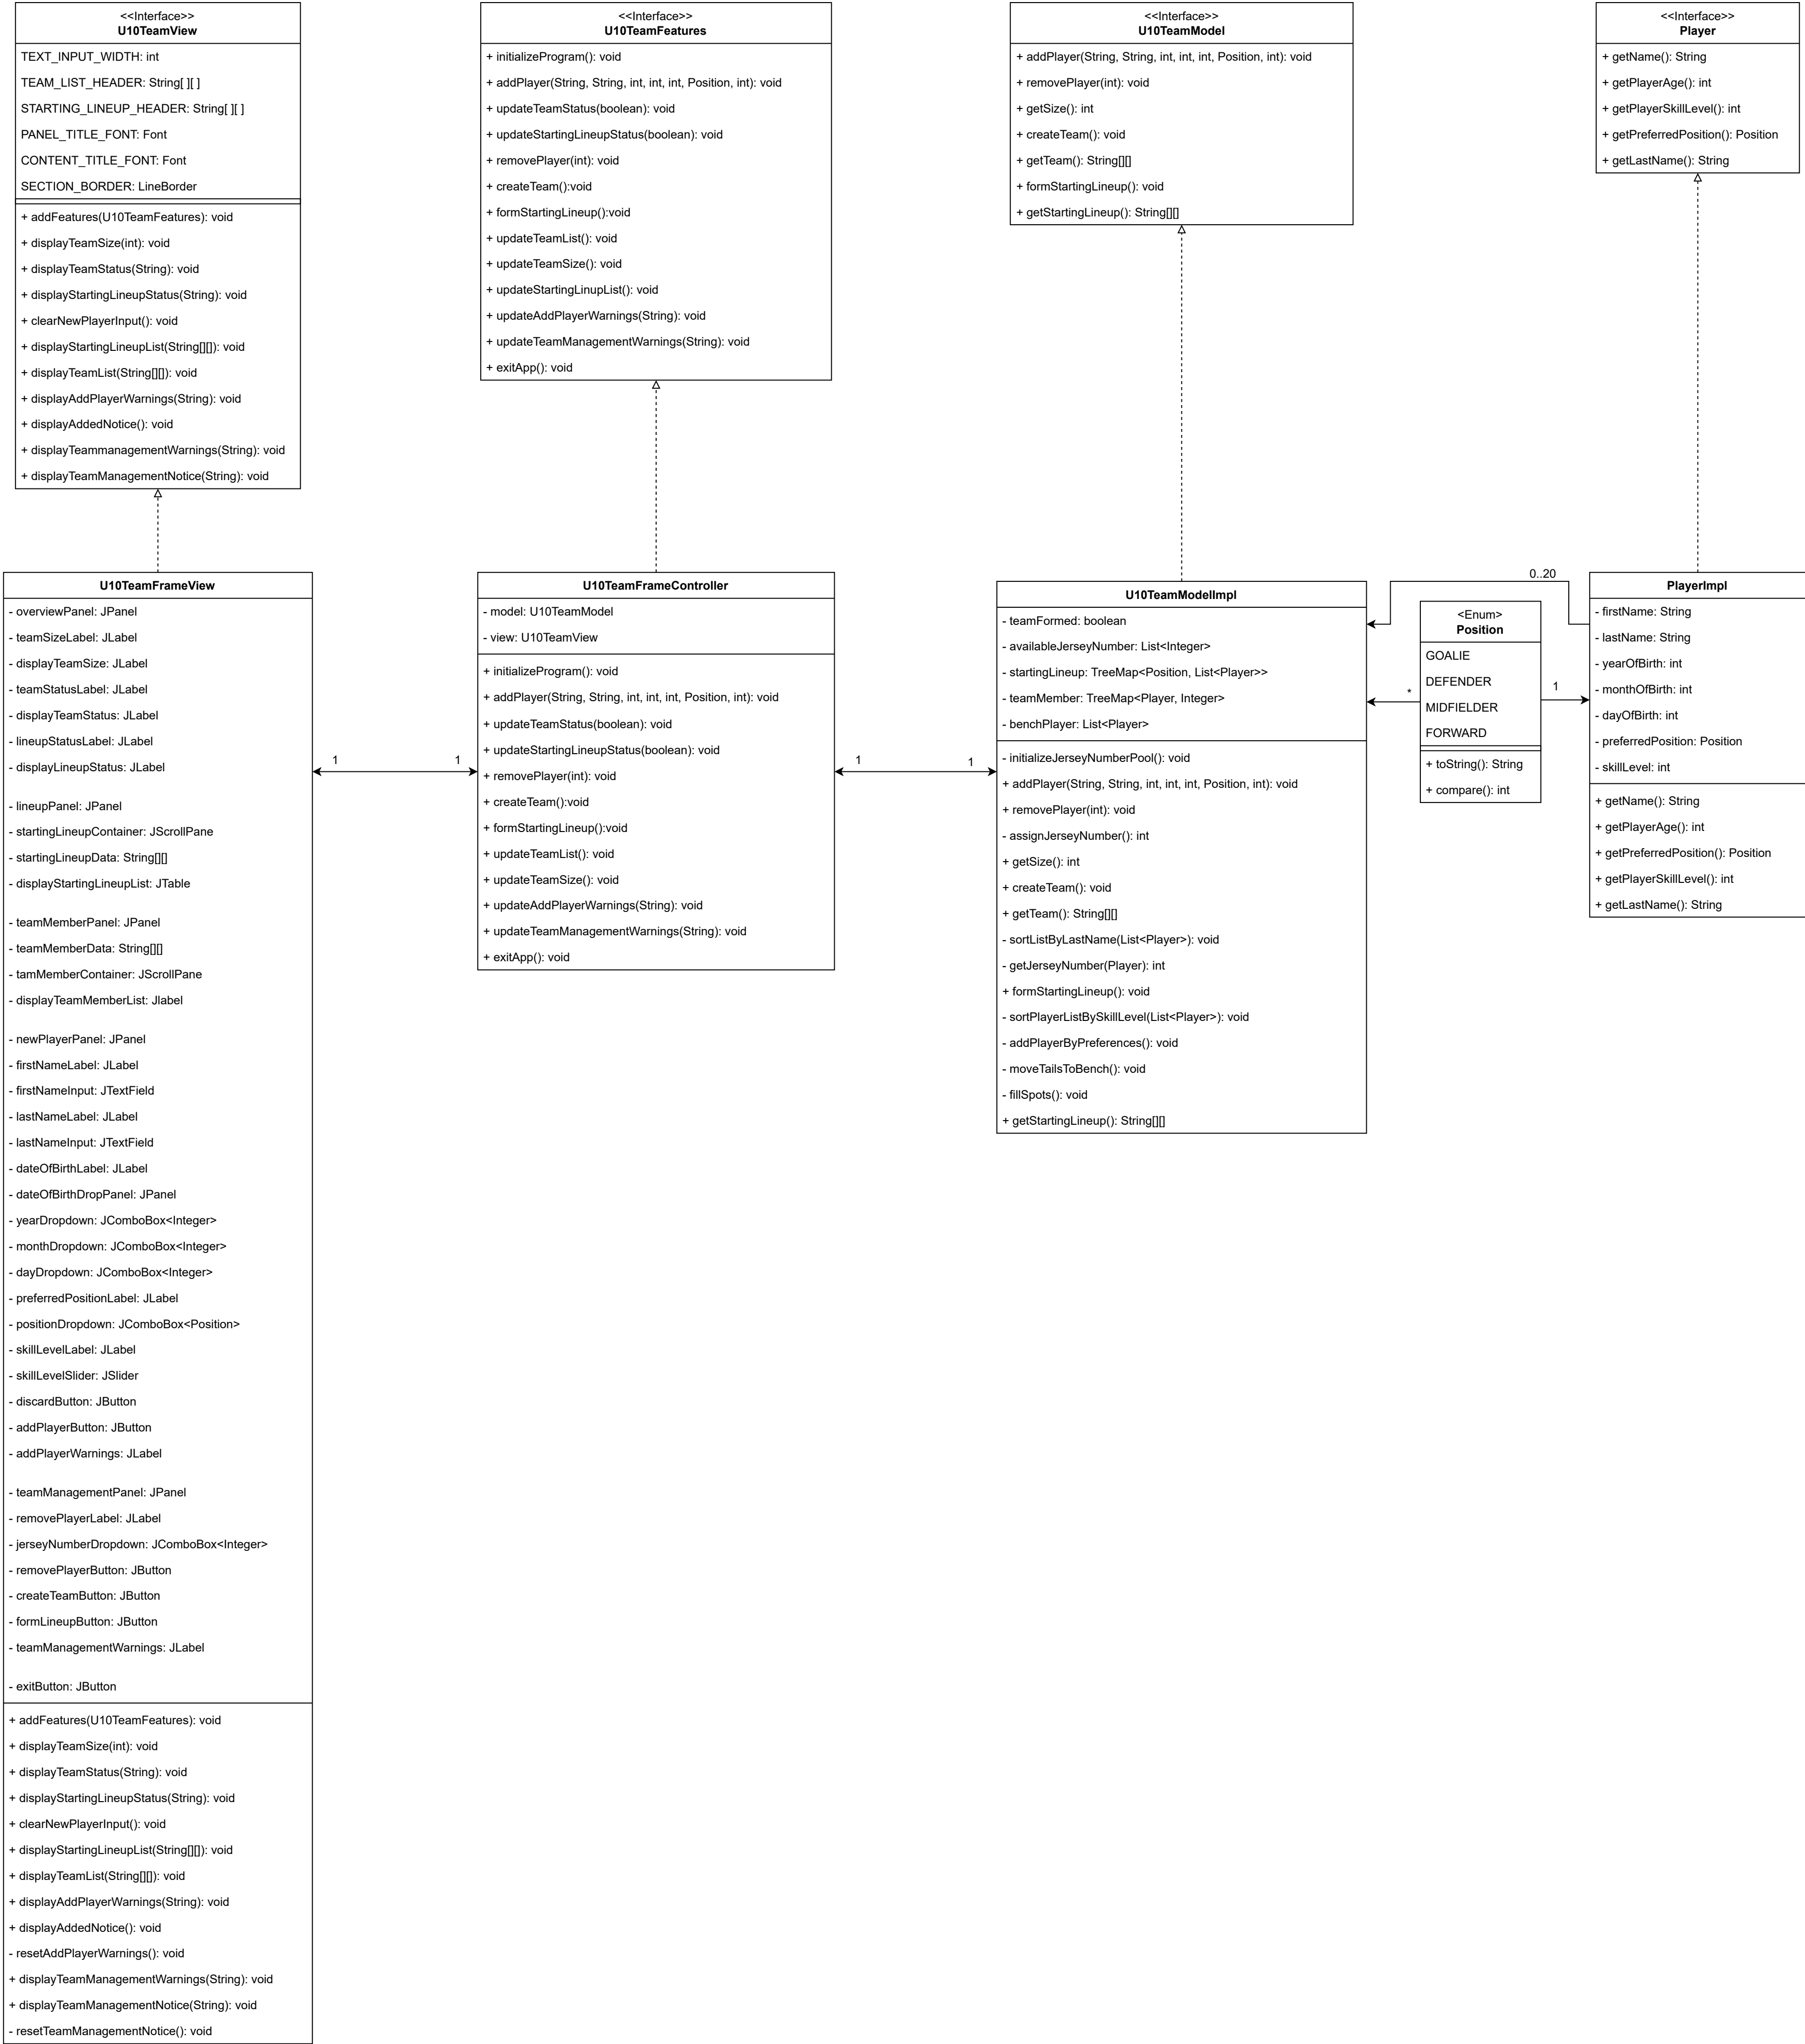 <<Interface>>
U10TeamView
TEXT_INPUT_WIDTH: int
TEAM_LIST_HEADER: String[ ][ ]
STARTING_LINEUP_HEADER: String[ ][ ]
PANEL_TITLE_FONT: Font
CONTENT_TITLE_FONT: Font
SECTION_BORDER: LineBorder
+ addFeatures(U10TeamFeatures): void
+ displayTeamSize(int): void
+ displayTeamStatus(String): void
+ displayStartingLineupStatus(String): void
+ clearNewPlayerInput(): void
+ displayStartingLineupList(String[][]): void
+ displayTeamList(String[][]): void
+ displayAddPlayerWarnings(String): void
+ displayAddedNotice(): void
+ displayTeammanagementWarnings(String): void
+ displayTeamManagementNotice(String): void
<<Interface>>
U10TeamFeatures
+ initializeProgram(): void
+ addPlayer(String, String, int, int, int, Position, int): void
+ updateTeamStatus(boolean): void
+ updateStartingLineupStatus(boolean): void
+ removePlayer(int): void
+ createTeam():void
+ formStartingLineup():void
+ updateTeamList(): void
+ updateTeamSize(): void
+ updateStartingLinupList(): void
+ updateAddPlayerWarnings(String): void
+ updateTeamManagementWarnings(String): void
+ exitApp(): void
<<Interface>>
U10TeamModel
+ addPlayer(String, String, int, int, int, Position, int): void
+ removePlayer(int): void
+ getSize(): int
+ createTeam(): void
+ getTeam(): String[][]
+ formStartingLineup(): void
+ getStartingLineup(): String[][]
<<Interface>>
Player
+ getName(): String
+ getPlayerAge(): int
+ getPlayerSkillLevel(): int
+ getPreferredPosition(): Position
+ getLastName(): String
U10TeamFrameView
- overviewPanel: JPanel
- teamSizeLabel: JLabel
- displayTeamSize: JLabel
- teamStatusLabel: JLabel
- displayTeamStatus: JLabel
- lineupStatusLabel: JLabel
- displayLineupStatus: JLabel
- lineupPanel: JPanel
- startingLineupContainer: JScrollPane
- startingLineupData: String[][]
- displayStartingLineupList: JTable
- teamMemberPanel: JPanel
- teamMemberData: String[][]
- tamMemberContainer: JScrollPane
- displayTeamMemberList: Jlabel
- newPlayerPanel: JPanel
- firstNameLabel: JLabel
- firstNameInput: JTextField
- lastNameLabel: JLabel
- lastNameInput: JTextField
- dateOfBirthLabel: JLabel
- dateOfBirthDropPanel: JPanel
- yearDropdown: JComboBox<Integer>
- monthDropdown: JComboBox<Integer>
- dayDropdown: JComboBox<Integer>
- preferredPositionLabel: JLabel
- positionDropdown: JComboBox<Position>
- skillLevelLabel: JLabel
- skillLevelSlider: JSlider
- discardButton: JButton
- addPlayerButton: JButton
- addPlayerWarnings: JLabel
- teamManagementPanel: JPanel
- removePlayerLabel: JLabel
- jerseyNumberDropdown: JComboBox<Integer>
- removePlayerButton: JButton
- createTeamButton: JButton
- formLineupButton: JButton
- teamManagementWarnings: JLabel
- exitButton: JButton
+ addFeatures(U10TeamFeatures): void
+ displayTeamSize(int): void
+ displayTeamStatus(String): void
+ displayStartingLineupStatus(String): void
+ clearNewPlayerInput(): void
+ displayStartingLineupList(String[][]): void
+ displayTeamList(String[][]): void
+ displayAddPlayerWarnings(String): void
+ displayAddedNotice(): void
- resetAddPlayerWarnings(): void
+ displayTeamManagementWarnings(String): void
+ displayTeamManagementNotice(String): void
- resetTeamManagementNotice(): void
1
1
U10TeamFrameController
- model: U10TeamModel
- view: U10TeamView
+ initializeProgram(): void
+ addPlayer(String, String, int, int, int, Position, int): void
+ updateTeamStatus(boolean): void
+ updateStartingLineupStatus(boolean): void
+ removePlayer(int): void
+ createTeam():void
+ formStartingLineup():void
+ updateTeamList(): void
+ updateTeamSize(): void
+ updateAddPlayerWarnings(String): void
+ updateTeamManagementWarnings(String): void
+ exitApp(): void
1
1
U10TeamModelImpl
- teamFormed: boolean
- availableJerseyNumber: List<Integer>
- startingLineup: TreeMap<Position, List<Player>>
- teamMember: TreeMap<Player, Integer>
- benchPlayer: List<Player>
- initializeJerseyNumberPool(): void
+ addPlayer(String, String, int, int, int, Position, int): void
+ removePlayer(int): void
- assignJerseyNumber(): int
+ getSize(): int
+ createTeam(): void
+ getTeam(): String[][]
- sortListByLastName(List<Player>): void
- getJerseyNumber(Player): int
+ formStartingLineup(): void
- sortPlayerListBySkillLevel(List<Player>): void
- addPlayerByPreferences(): void
- moveTailsToBench(): void
- fillSpots(): void
+ getStartingLineup(): String[][]
0..20
*
<Enum>
Position
GOALIE
DEFENDER
MIDFIELDER
FORWARD
+ toString(): String
+ compare(): int
1
PlayerImpl
- firstName: String
- lastName: String
- yearOfBirth: int
- monthOfBirth: int
- dayOfBirth: int
- preferredPosition: Position
- skillLevel: int
+ getName(): String
+ getPlayerAge(): int
+ getPreferredPosition(): Position
+ getPlayerSkillLevel(): int
+ getLastName(): String